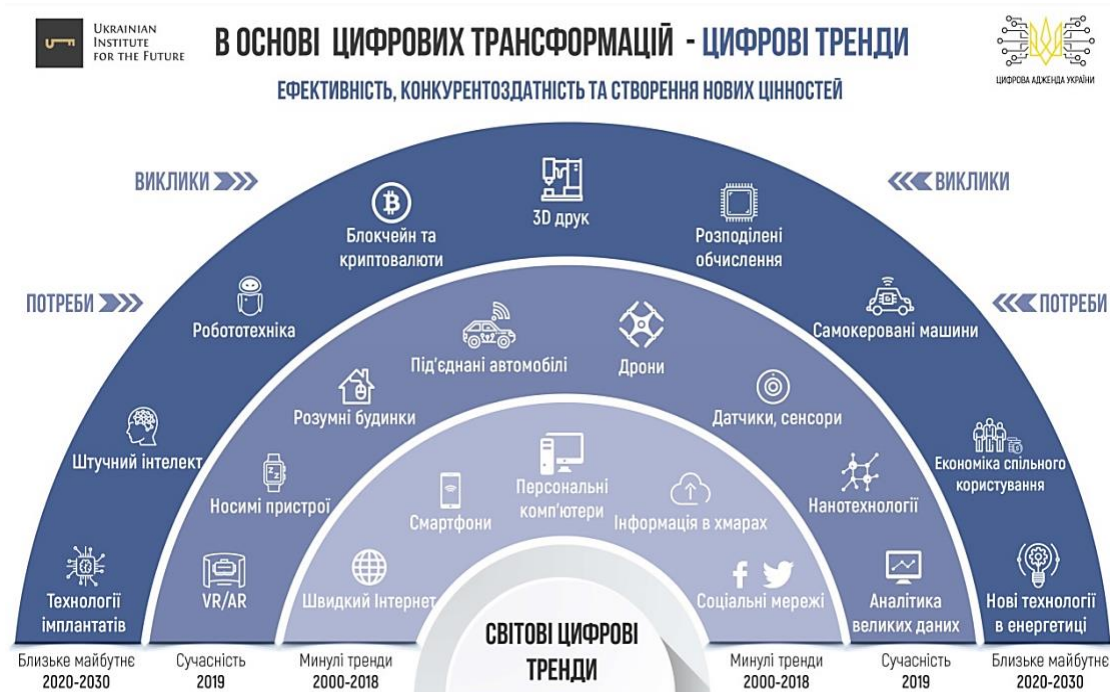 UKRAINIAN
INSTITUTE
FOR THE FUTURE
В ОСНОВІ ЦИФРОВИХ ТРАНСФОРМАЦІЙ - ЦИФРОВІ ТРЕНДИ
ЦИФРОВА АДЖЕНДА УКРАЇНИ
ЕФЕКТИВНІСТЬ, КОНКУРЕНТОЗДАТНІСТЬ ТА СТВОРЕННЯ НОВИХ ЦІННОСТЕЙ
ВИКЛИКИ
ВИКЛИКИ
ПОТРЕБИ
ПОТРЕБИ
Технології
імплантатів
Штучний інтелект
Робототехніка
Блокчейн та
криптовалюти
3D друк
Розподілені
обчислення
Самокеровані машини
Економіка спільного
користування
Нові технології
в енергетиці
VR/AR
Носимі пристрої
Розумні будинки
Під'єднані автомобілі
Дрони
Датчики, сенсори
Нанотехнології
Аналітика
великих даних
Швидкий Інтернет
Смартфони
Персональні
комп'ютери
Інформація в хмарах
Соціальні мережі
СВІТОВІ ЦИФРОВІ
ТРЕНДИ
Близьке майбутнє
2020-2030
Сучасність
2019
Минулі тренди
2000-2018
Минулі тренди
2000-2018
Сучасність
2019
Близьке майбутнє
2020-2030